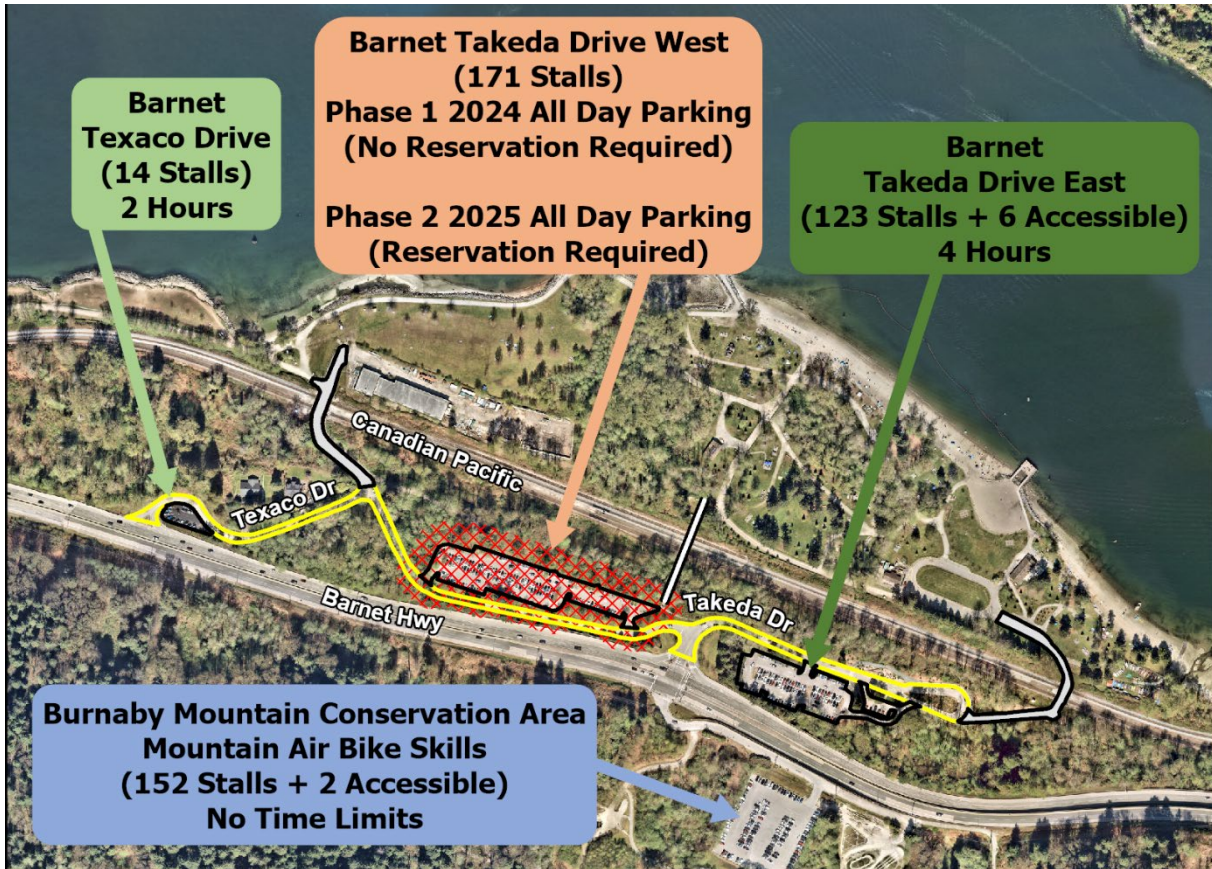 Barnet
Texaco Drive
(14 Stalls)
2 Hours
Barnet Takeda Drive West
(171 Stalls)
Phase 1 2024 All Day Parking
(No Reservation Required)
Phase 2 2025 All Day Parking
(Reservation Required)
Barnet
Takeda Drive East
(123 Stalls + 6 Accessible)
4 Hours
Canadian Pacific
Texaco Dr
Barnet Hwy
Takeda Dr
Burnaby Mountain Conservation Area
Mountain Air Bike Skills
(152 Stalls + 2 Accessible)
No Time Limits